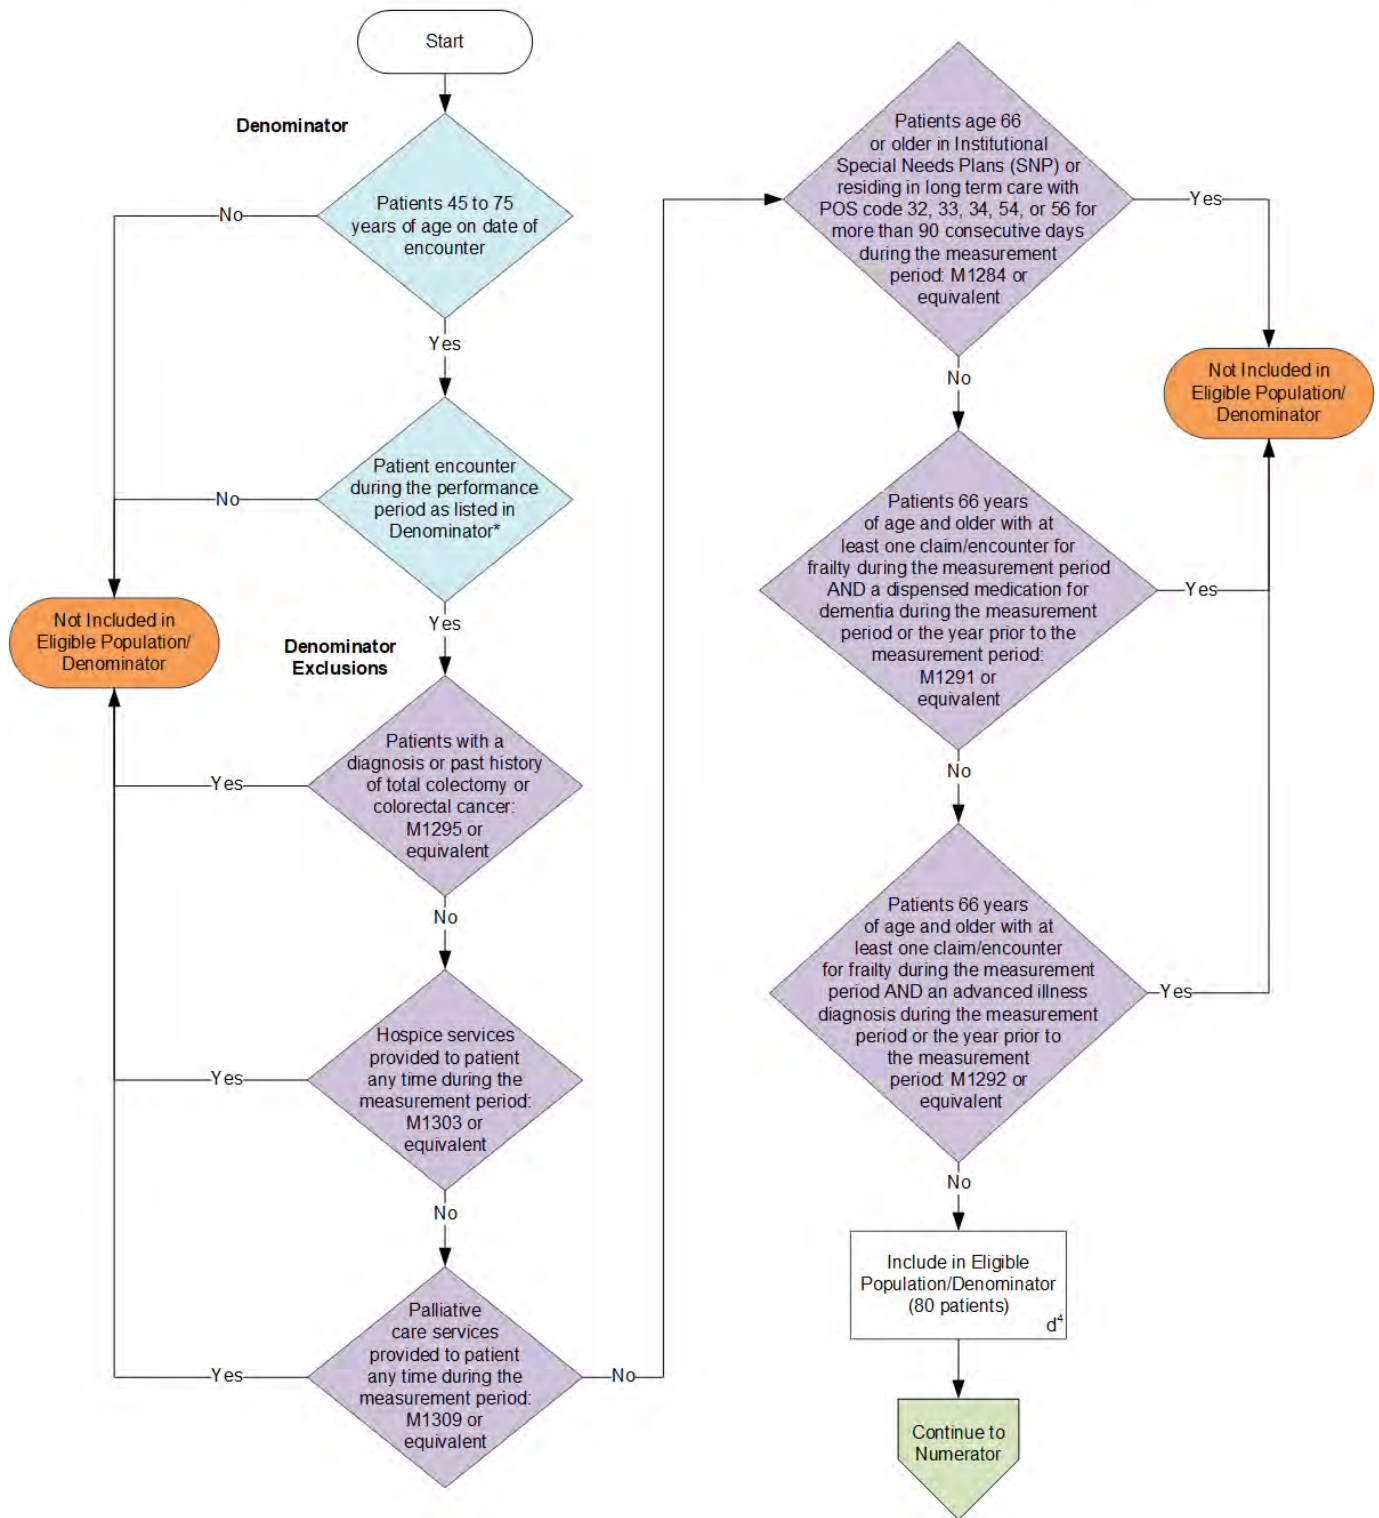 Start
Denominator
Patients 45 to 75
years of age on date of
encounter
No
Yes
Patient encounter
during the performance
period as listed in
Denominator*
No
Yes
Not Included in
Eligible Population/
Denominator
Denominator
Exclusions
Patients with a
diagnosis or past history
of total colectomy or
colorectal cancer:
M1295 or
equivalent
Yes
No
Hospice services
provided to patient
any time during the
measurement period:
M1303 or
equivalent
Yes
No
Palliative
care services
provided to patient
any time during the
measurement period:
M1309 or
equivalent
Yes
No
Patients age 66
or older in Institutional
Special Needs Plans (SNP) or
residing in long term care with
POS code 32, 33, 34, 54, or 56 for
more than 90 consecutive days
during the measurement
period: M1284 or
equivalent
Yes
No
Not Included in
Eligible Population/
Denominator
Patients 66 years
of age and older with at
least one claim/encounter for
frailty during the measurement period
AND a dispensed medication for
dementia during the measurement
period or the year prior to the
measurement period:
M1291 or
equivalent
Yes
No
Patients 66 years
of age and older with at
least one claim/encounter
for frailty during the measurement
period AND an advanced illness
diagnosis during the measurement
period or the year prior to
the measurement
period: M1292 or
equivalent
Yes
No
Include in Eligible
Population/Denominator
(80 patients)
d⁴
Continue to
Numerator